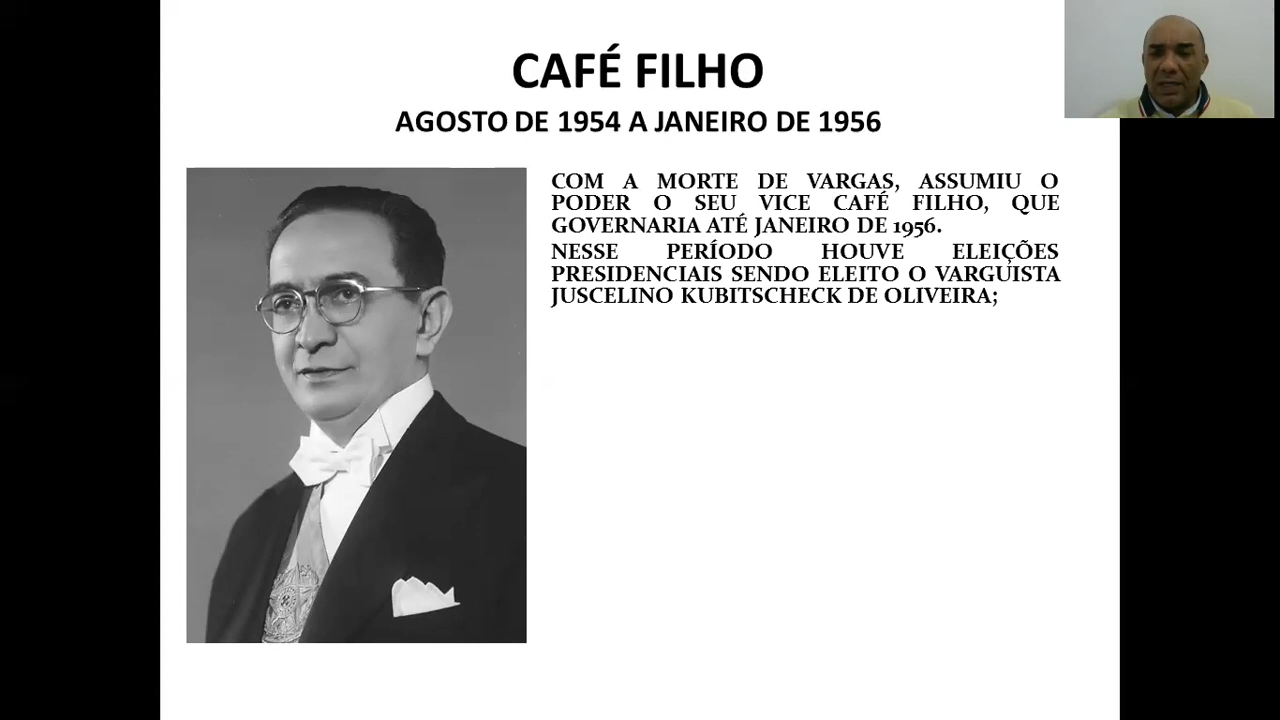 CAFÉ FILHO
AGOSTO DE 1954 A JANEIRO DE 1956
COM A MORTE DE VARGAS, ASSUMIU O
PODER O SEU VICE CAFÉ FILHO, QUE
GOVERNARIA ATÉ JANEIRO DE 1956.
NESSE PERÍODO HOUVE ELEIÇÕES
PRESIDENCIAIS SENDO ELEITO O VARGUISTA
JUSCELINO KUBITSCHECK DE OLIVEIRA;